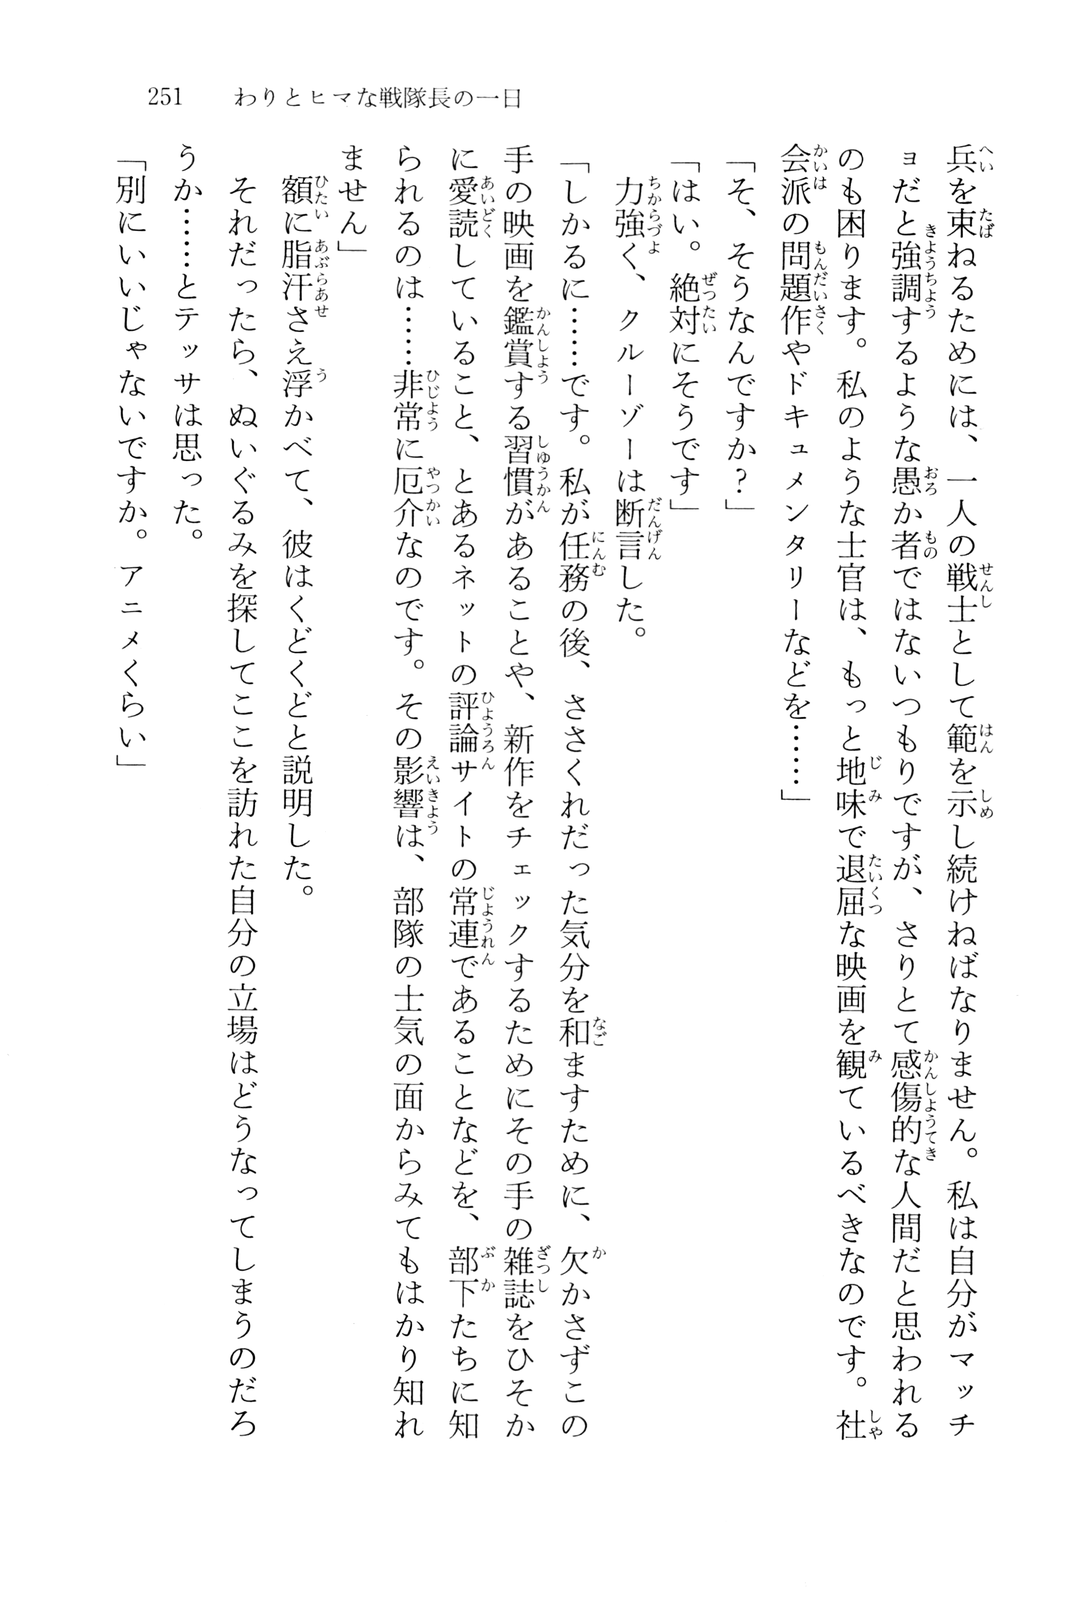 251　わりとヒマな戦隊長の一日
兵を束ねるためには、一人の戦士として範を示し続けねばなりません。私は自分がマッチ
ョだと強調するような愚か者ではないつもりですが、さりとて感傷的な人間だと思われる
のも困ります。私のような士官は、もっと地味で退屈な映画を観ているべきなのです。社
会派の問題作やドキュメンタリーなどを……」
「そ、そうなんですか?」
「はい。絶対にそうです」
　力強く、クルーゾーは断言した。
「しかるに……です。私が任務の後、ささくれだった気分を和ますために、欠かさずこの
手の映画を鑑賞する習慣があることや、新作をチェックするためにその手の雑誌をひそか
に愛読していること、とあるネットの評論サイトの常連であることなどを、部下たちに知
られるのは……非常に厄介なのです。その影響は、部隊の士気の面からみてもはかり知れ
ません」
　額に脂汗さえ浮かべて、彼はくどくどと説明した。
　それだったら、ぬいぐるみを探してここを訪れた自分の立場はどうなってしまうのだろ
うか……とテッサは思った。
「別にいいじゃないですか。アニメくらい」